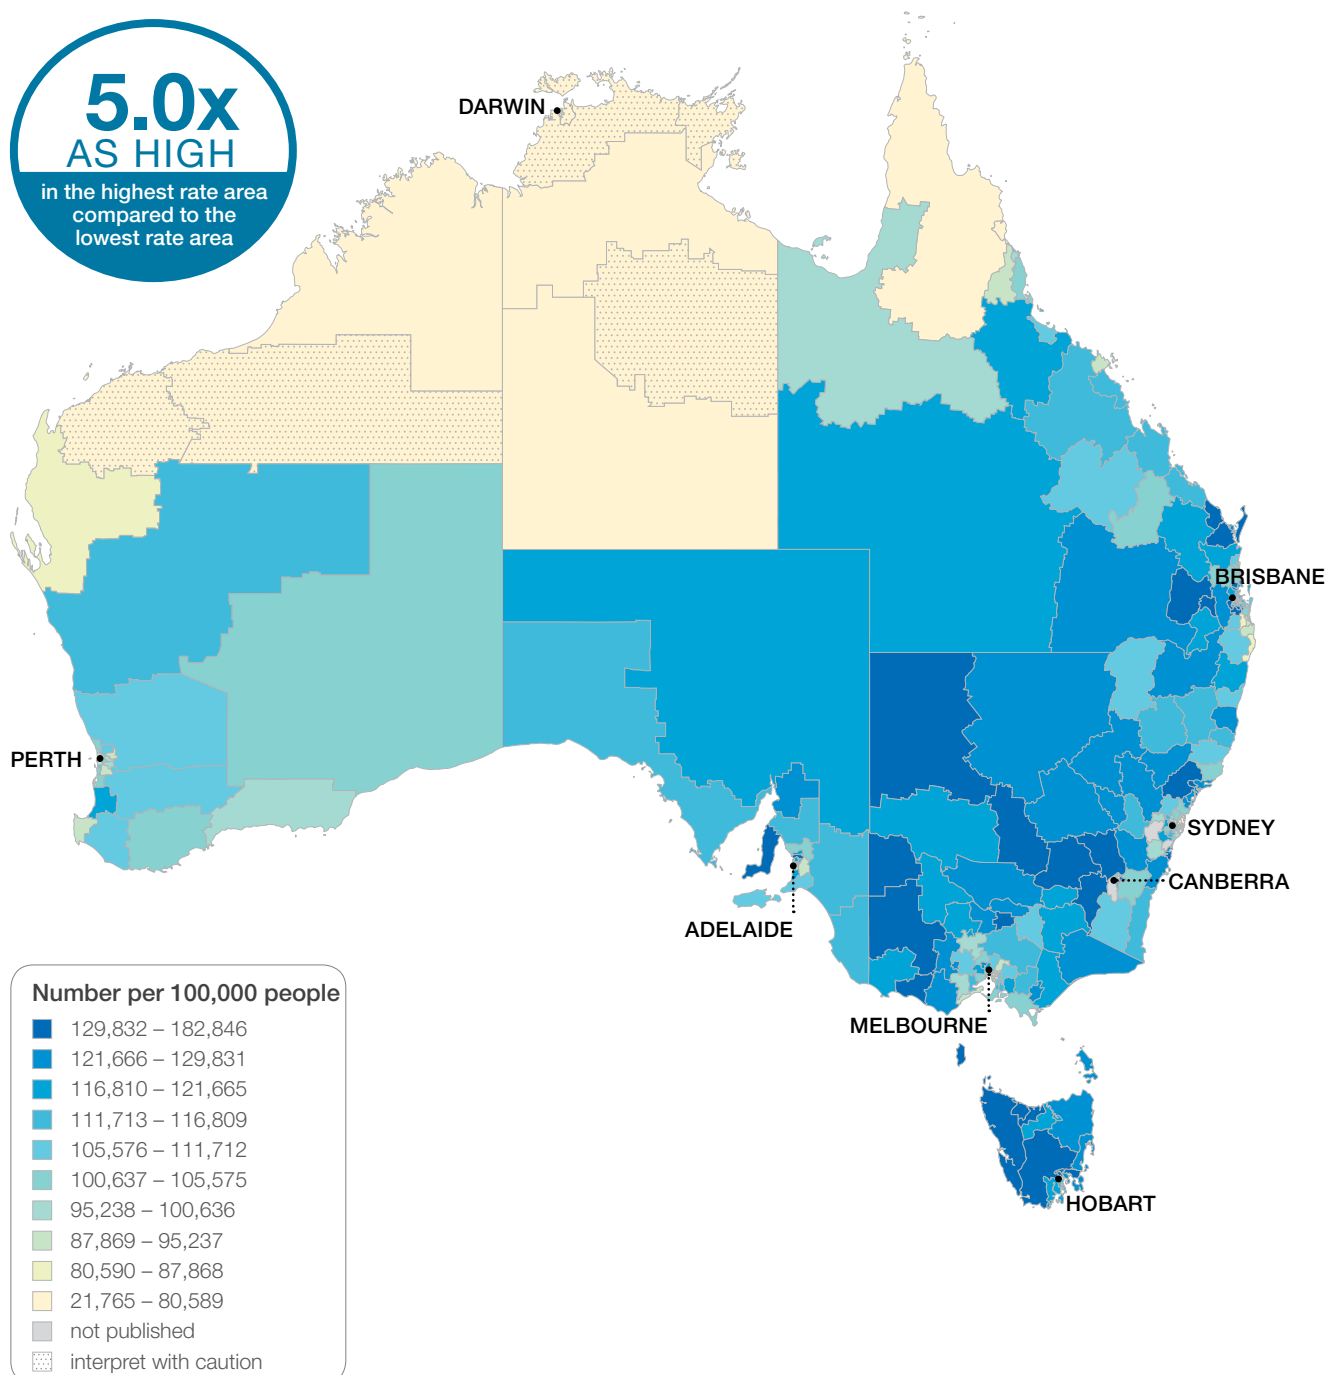 5.0x
AS HIGH
in the highest rate area
compared to the
lowest rate area
DARWIN
BRISBANE
PERTH
SYDNEY
CANBERRA
ADELAIDE
MELBOURNE
HOBART
Number per 100,000 people
129,832 – 182,846
121,666 – 129,831
116,810 – 121,665
111,713 – 116,809
105,576 – 111,712
100,637 – 105,575
95,238 – 100,636
87,869 – 95,237
80,590 – 87,868
21,765 – 80,589
not published
interpret with caution